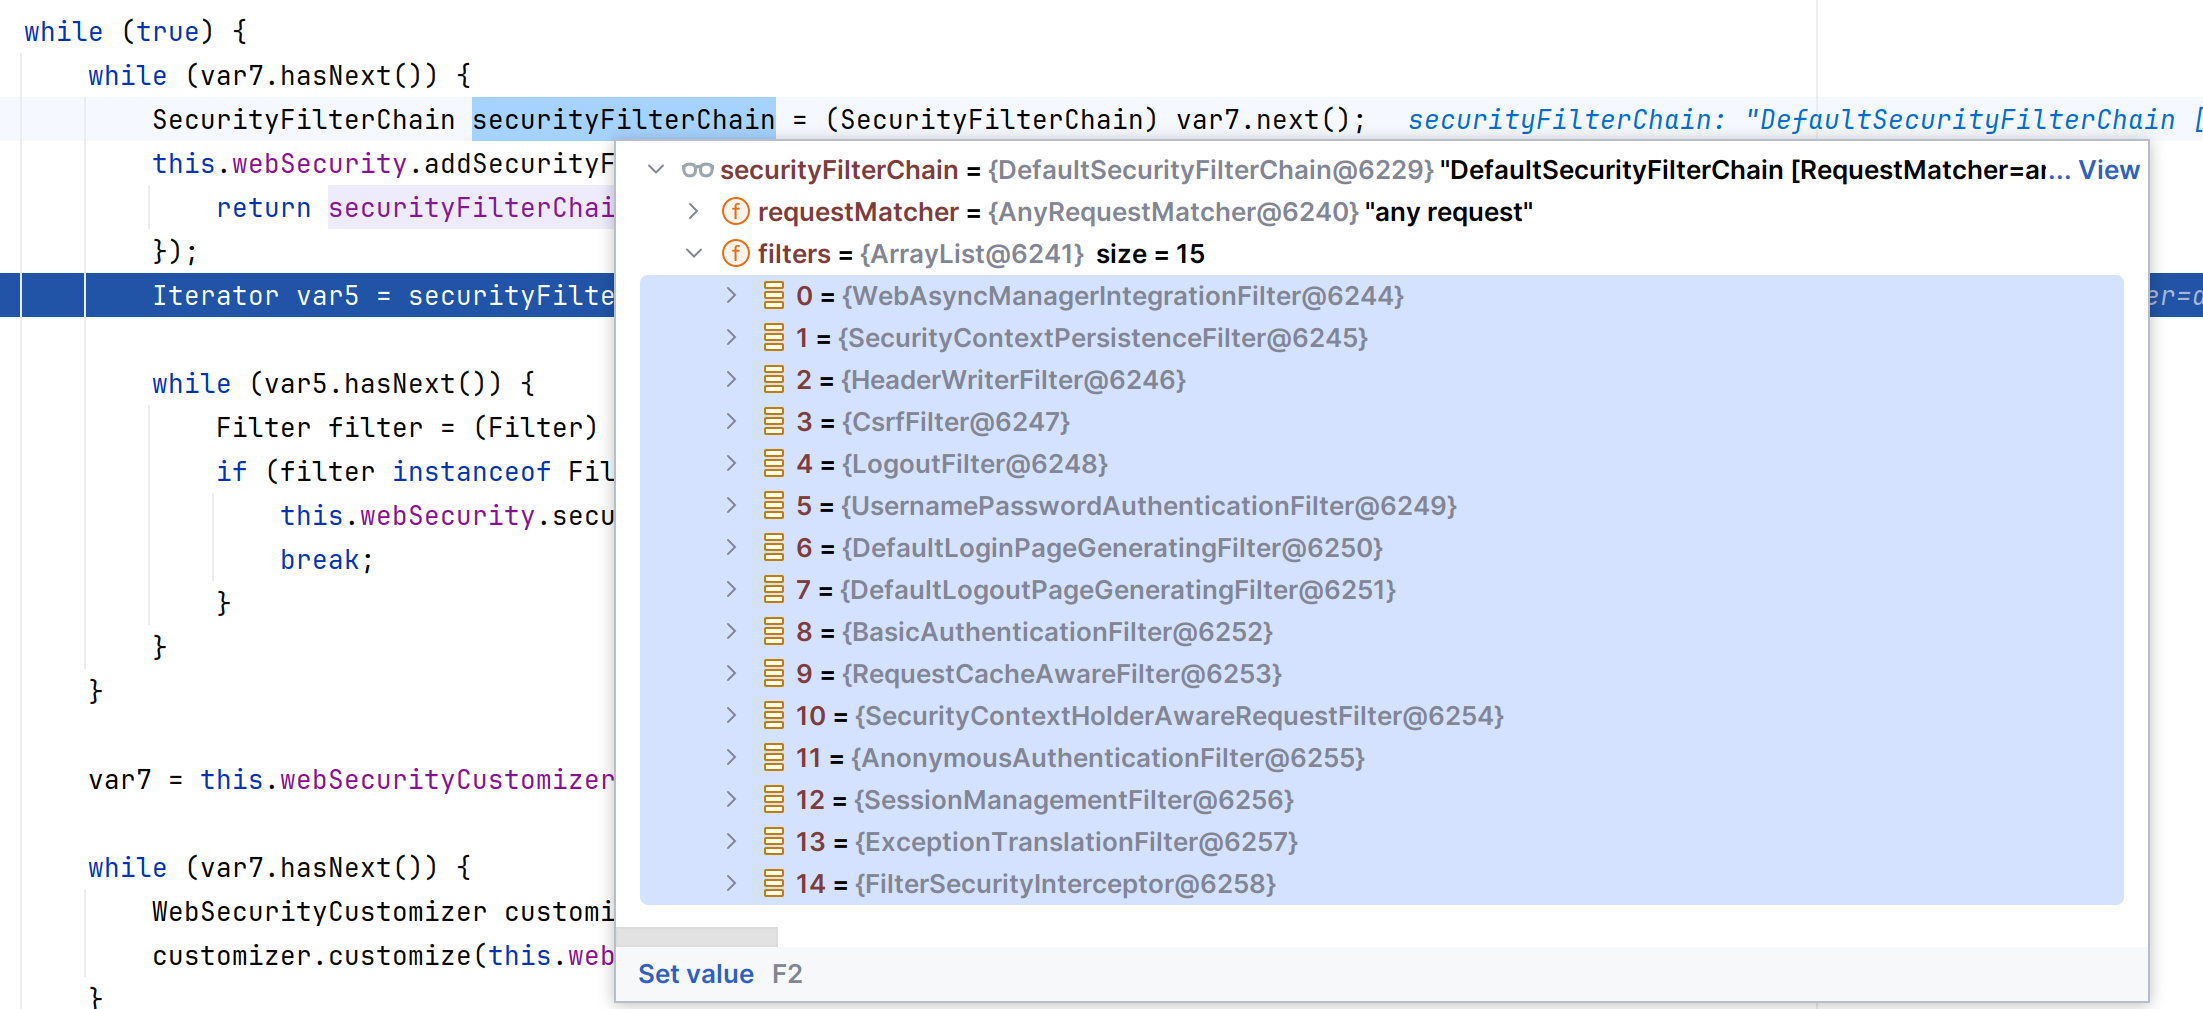 while (true) {
while (var7.hasNext()) {
SecurityFilterChain securityFilterChain = (SecurityFilterChain) var7.next(); securityFilterChain: "DefaultSecurityFilterChain [
this.webSecurity.addSecurityF
return securityFilterChai
});
Iterator var5 = securityFilte
er=
while (var5.hasNext()) {
Filter filter = (Filter)
if (filter instanceof Fil
this.webSecurity.secu
break;
}
}
}
var7 = this.webSecurityCustomizer
while (var7.hasNext()) {
WebSecurityCustomizer customi
customizer.customize(this.web
}
securityFilterChain = {DefaultSecurityFilterChain@6229} "DefaultSecurityFilterChain [RequestMatcher=ar... View
requestMatcher = {AnyRequestMatcher@6240} "any request"
filters = {ArrayList@6241} size = 15
0 = {WebAsyncManagerIntegrationFilter@6244}
1 = {SecurityContextPersistenceFilter@6245}
2 = {HeaderWriterFilter@6246}
3 = {CsrfFilter@6247}
4 = {LogoutFilter@6248}
5 = {UsernamePasswordAuthenticationFilter@6249}
6 = {DefaultLoginPageGeneratingFilter@6250}
7 = {DefaultLogoutPageGeneratingFilter@6251}
8 = {BasicAuthenticationFilter@6252}
9 = {RequestCacheAwareFilter@6253}
10 = {SecurityContextHolderAwareRequestFilter@6254}
11 = {AnonymousAuthenticationFilter@6255}
12 = {SessionManagementFilter@6256}
13 = {ExceptionTranslationFilter@6257}
14 = {FilterSecurityInterceptor@6258}
Set value F2